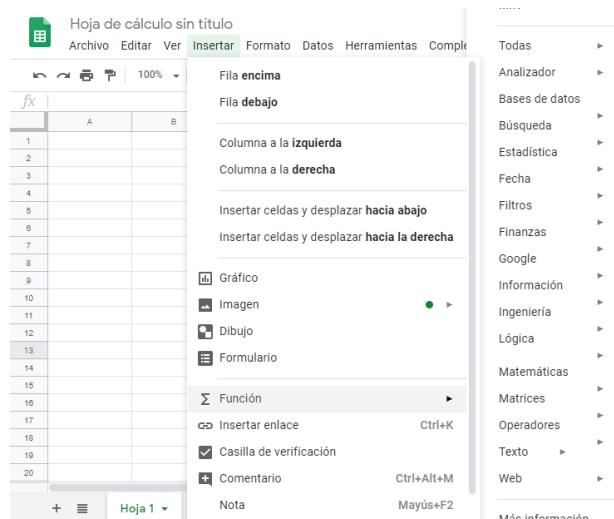 Hoja de cálculo sin título
Archivo Editar Ver Insertar Formato Datos Herramientas Comple
100%
fx
A B
1
2
3
4
5
6
7
8
9
10
11
12
13
14
15
16
17
18
19
20
Hoja 1
Fila encima
Fila debajo
Columna a la izquierda
Columna a la derecha
Insertar celdas y desplazar hacia abajo
Insertar celdas y desplazar hacia la derecha
Gráfico
Imagen
Dibujo
Formulario
Σ Función
Insertar enlace Ctrl+K
Casilla de verificación
Comentario Ctrl+Alt+M
Nota Mayús+F2
Todas
Analizador
Bases de datos
Búsqueda
Estadística
Fecha
Filtros
Finanzas
Google
Información
Ingeniería
Lógica
Matemáticas
Matrices
Operadores
Texto
Web
Más información